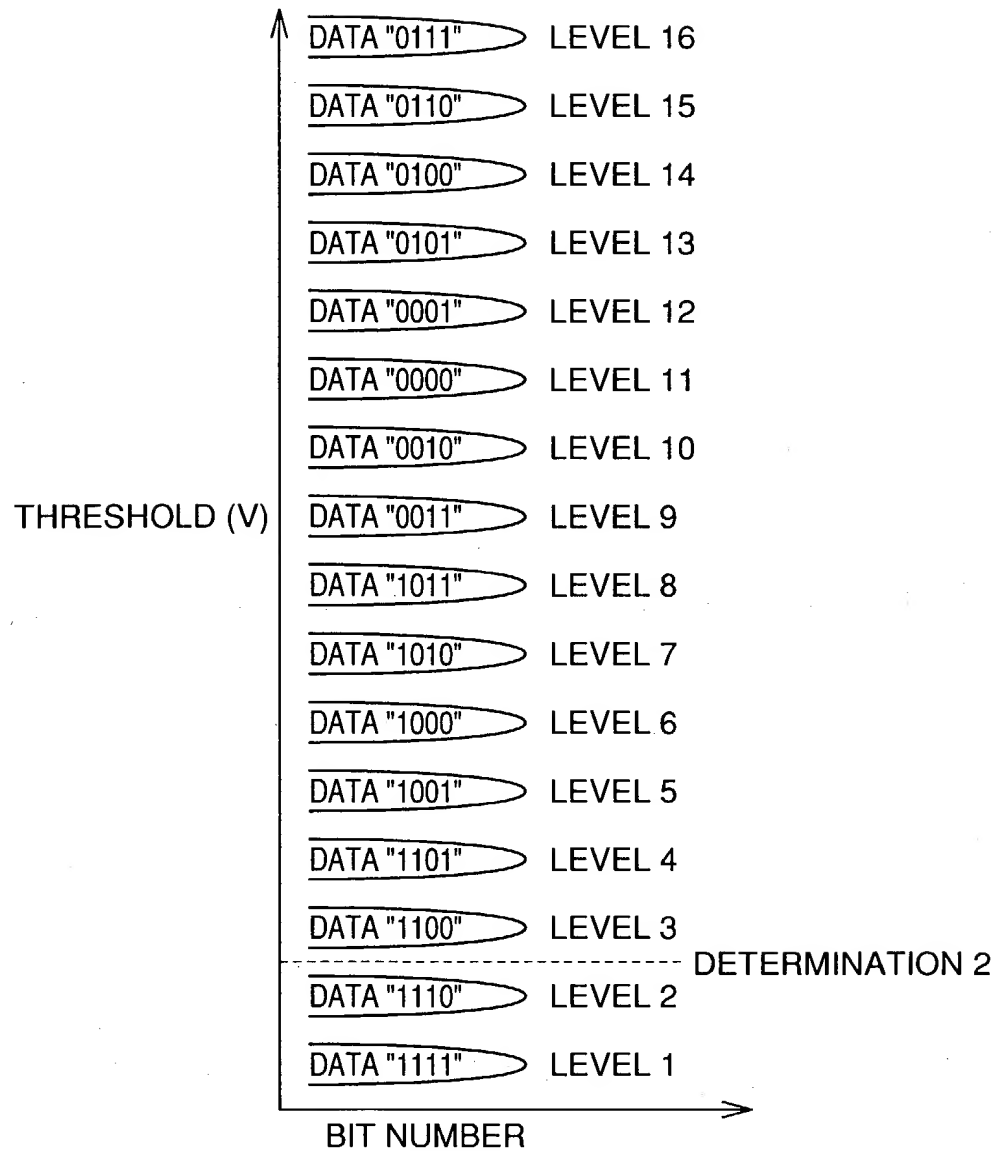 DATA "0111" LEVEL 16
DATA "0110" LEVEL 15
DATA "0100" LEVEL 14
DATA "0101" LEVEL 13
DATA "0001" LEVEL 12
DATA "0000" LEVEL 11
DATA "0010" LEVEL 10
THRESHOLD (V) DATA "0011" LEVEL 9
DATA "1011" LEVEL 8
DATA "1010" LEVEL 7
DATA "1000" LEVEL 6
DATA "1001" LEVEL 5
DATA "1101" LEVEL 4
DATA "1100" LEVEL 3
DETERMINATION 2
DATA "1110" LEVEL 2
DATA "1111" LEVEL 1
BIT NUMBER